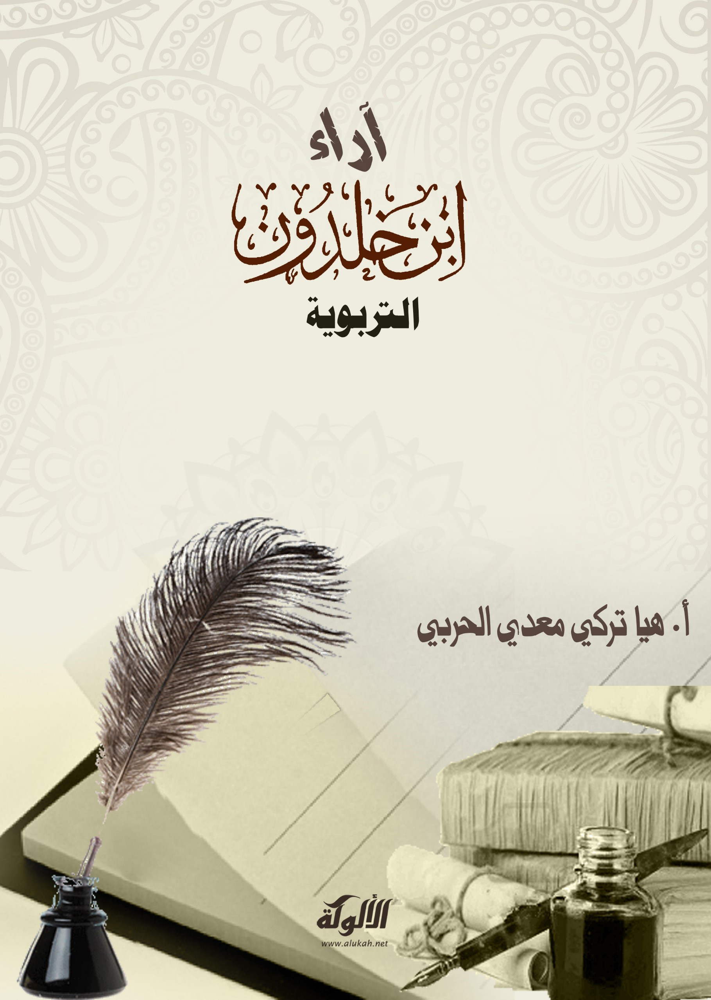 آراء
ابن خلدون
التربوية
أ. هيا تركي معدي الحربي
الألوكة
www.alukah.net